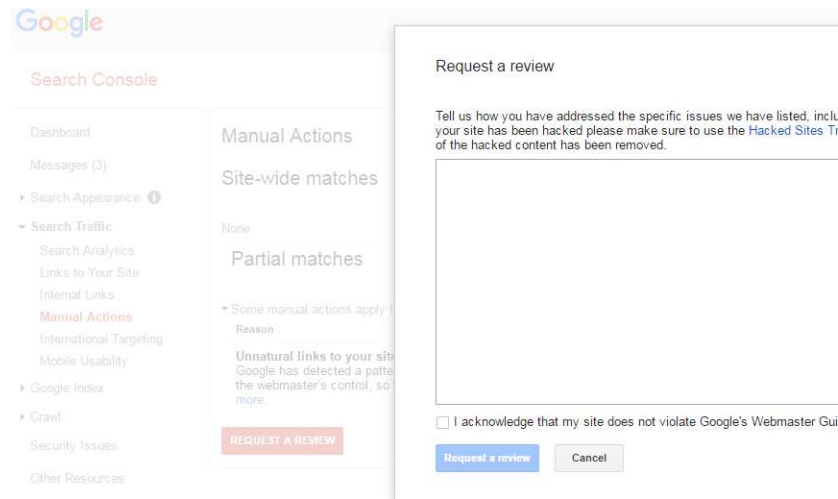 Google
Search Console
Dashboard
Messages (3)
Search Appearance
Search Traffic
Search Analytics
Links to Your Site
Internal Links
Manual Actions
International Targeting
Mobile Usability
Google Index
Crawl
Security Issues
Other Resources
Manual Actions
Site-wide matches
None
Partial matches
Some manual actions apply t
Reason
Unnatural links to your site
Google has detected a patte
the webmaster's control, so
more.
REQUEST A REVIEW
Request a review
Tell us how you have addressed the specific issues we have listed, inclu
your site has been hacked please make sure to use the Hacked Sites Tr
of the hacked content has been removed.
I acknowledge that my site does not violate Google's Webmaster Gui
Request a review
Cancel